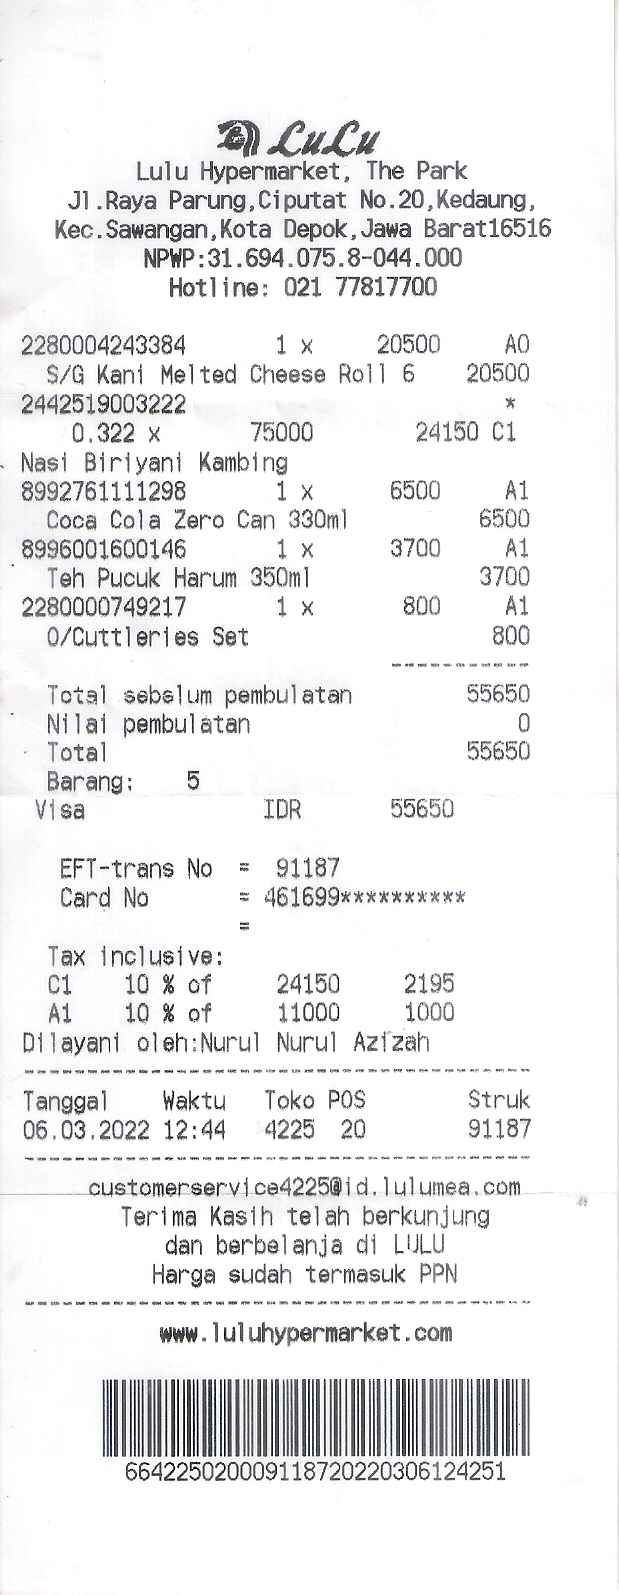 LuLu
Lulu Hypermarket, The Park
Jl.Raya Parung,Ciputat No.20,Kedaung,
Kec.Sawangan,Kota Depok,Jawa Barat16516
NPWP:31.694.075.8-044.000
Hotline: 021 77817700
2280004243384 1 x 20500 A0
S/G Kani Melted Cheese Roll 6 20500
2442519003222 *
0.322 x 75000 24150 C1
Nasi Biriyani Kambing
8992761111298 1 x 6500 A1
Coca Cola Zero Can 330ml 6500
8996001600146 1 x 3700 A1
Teh Pucuk Harum 350ml 3700
2280000749217 1 x 800 A1
O/Cuttleries Set 800
Total sebelum pembulatan 55650
Nilai pembulatan 0
Total 55650
Barang: 5
Visa IDR 55650
EFT-trans No = 91187
Card No = 461699**********
=
Tax inclusive:
C1 10 % of 24150 2195
A1 10 % of 11000 1000
Dilayani oleh:Nurul Nurul Azizah
Tanggal Waktu Toko POS Struk
06.03.2022 12:44 4225 20 91187
customerservice4225@id.lulumea.com
Terima Kasih telah berkunjung
dan berbelanja di LULU
Harga sudah termasuk PPN
www.luluhypermarket.com
664225020009118720220306124251